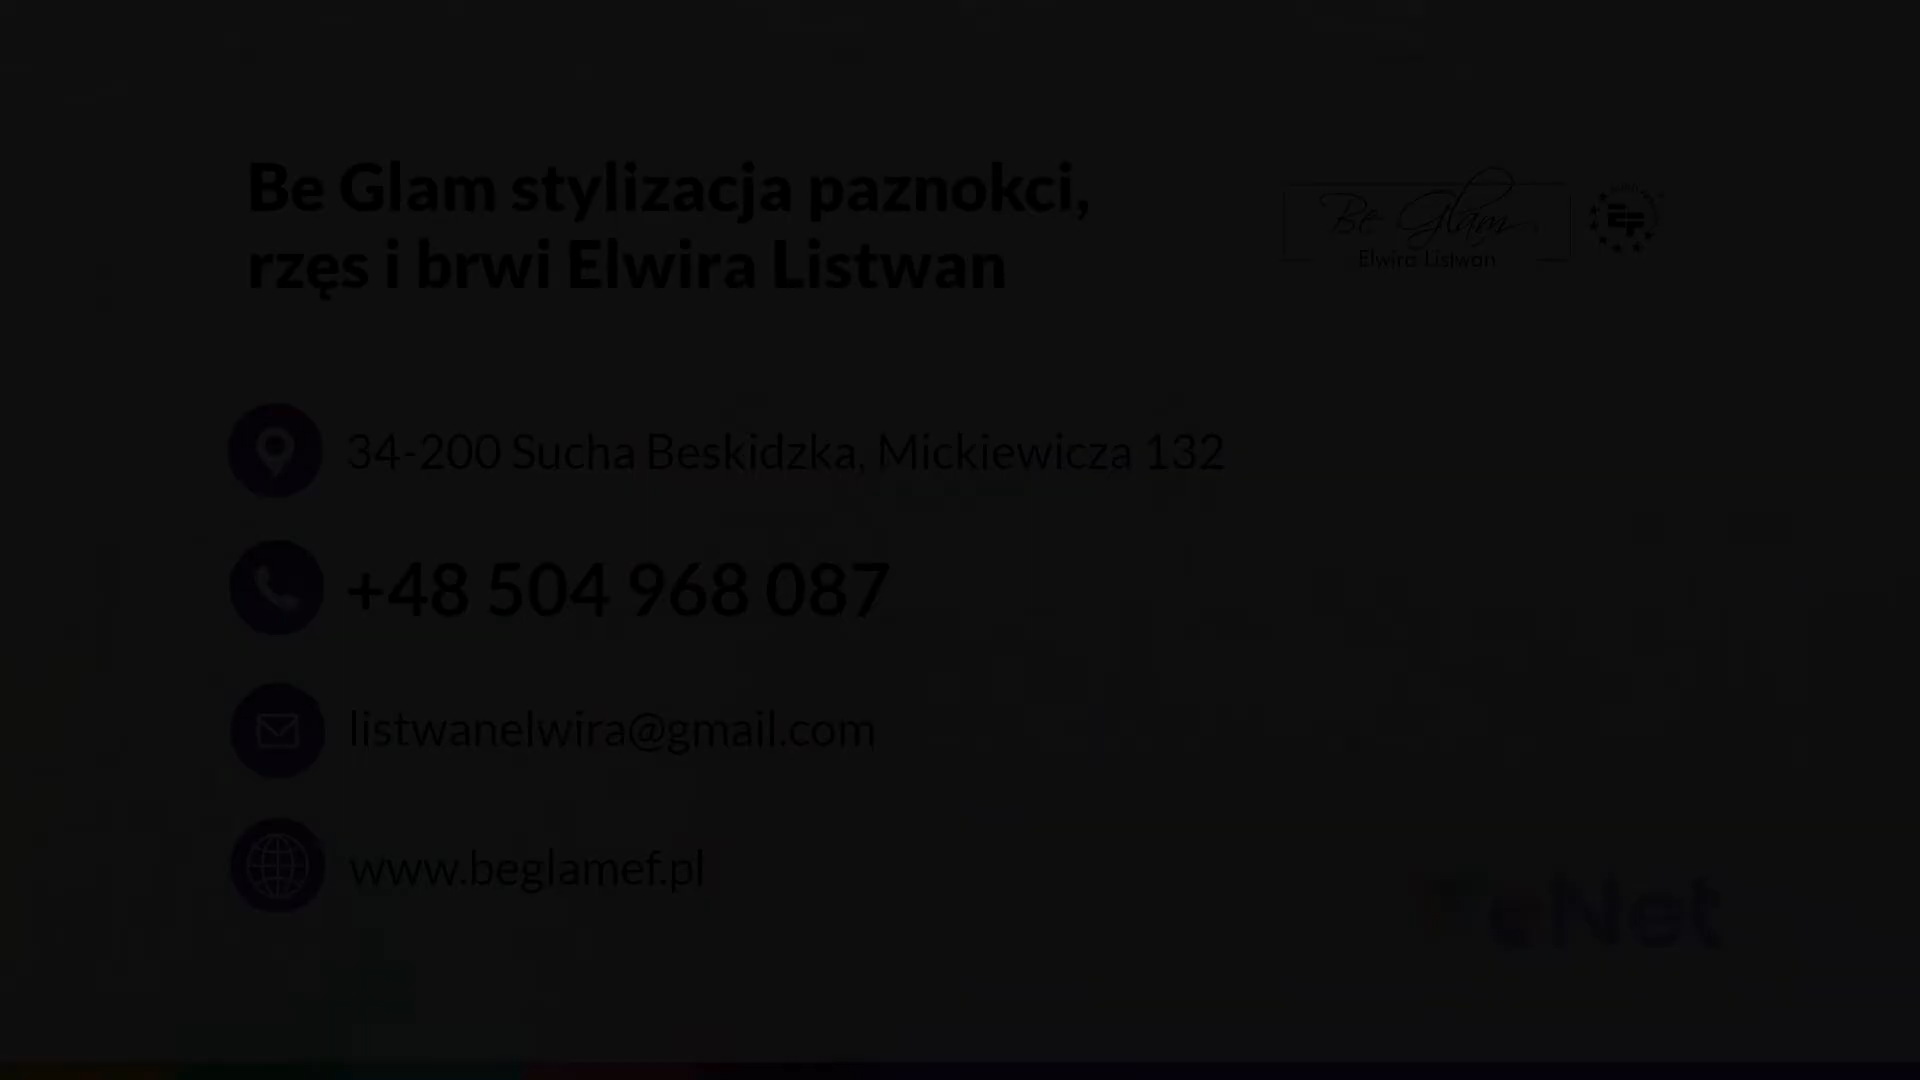 Be Glam stylizacja paznokci,
rzęs i brwi Elwira Listwan
Be Glam
Elwira Listwan
34-200 Sucha Beskidzka, Mickiewicza 132
+48 504 968 087
listwanelwira@gmail.com
www.beglamef.pl
eNet